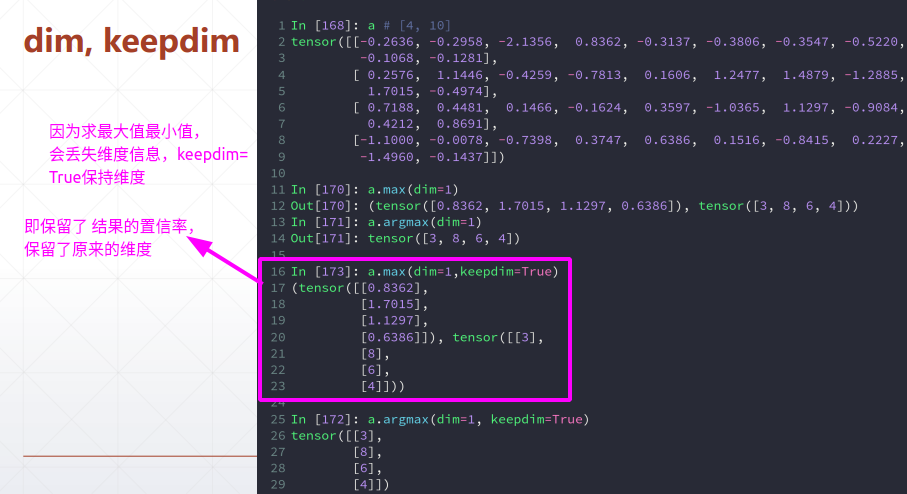 dim, keepdim
因为求最大值最小值，
会丢失维度信息，keepdim=
True保持维度
即保留了 结果的置信率，
保留了原来的维度
1 In [168]: a # [4, 10]
2 tensor([[-0.2636, -0.2958, -2.1356,  0.8362, -0.3137, -0.3806, -0.3547, -0.5220,
3          -0.1068, -0.1281],
4         [ 0.2576,  1.1446, -0.4259, -0.7813,  0.1606,  1.2477,  1.4879, -1.2885,
5           1.7015, -0.4974],
6         [ 0.7188,  0.4481,  0.1466, -0.1624,  0.3597, -1.0365,  1.1297, -0.9084,
7           0.4212,  0.8691],
8         [-1.1000, -0.0078, -0.7398,  0.3747,  0.6386,  0.1516, -0.8415,  0.2227,
9          -1.4960, -0.1437]])
10
11 In [170]: a.max(dim=1)
12 Out[170]: (tensor([0.8362, 1.7015, 1.1297, 0.6386]), tensor([3, 8, 6, 4]))
13 In [171]: a.argmax(dim=1)
14 Out[171]: tensor([3, 8, 6, 4])
15
16 In [173]: a.max(dim=1,keepdim=True)
17 (tensor([[0.8362],
18          [1.7015],
19          [1.1297],
20          [0.6386]]), tensor([[3],
21          [8],
22          [6],
23          [4]]))
24
25 In [172]: a.argmax(dim=1, keepdim=True)
26 tensor([[3],
27         [8],
28         [6],
29         [4]])